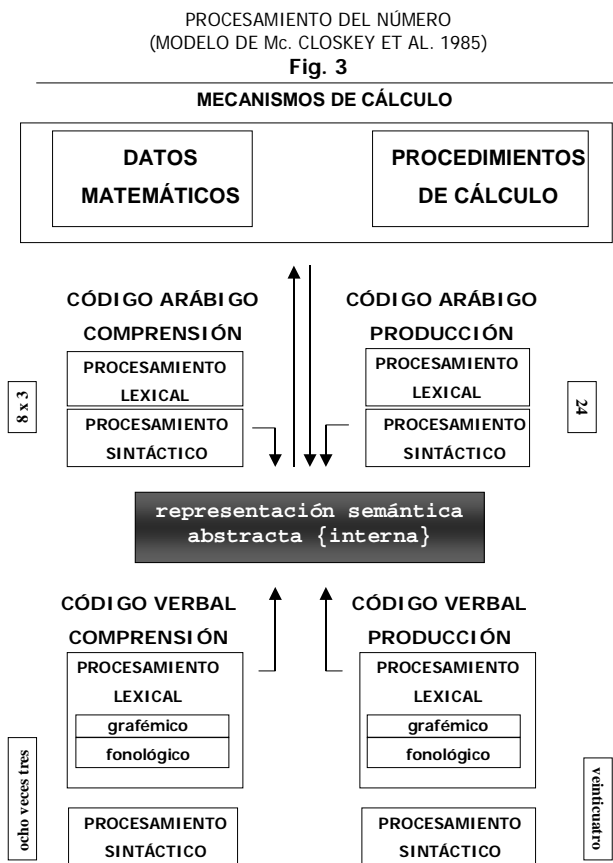 PROCESAMIENTO DEL NÚMERO
(MODELO DE Mc. CLOSKEY ET AL. 1985)
Fig. 3
MECANISMOS DE CÁLCULO
DATOS
MATEMÁTICOS
PROCEDIMIENTOS
DE CÁLCULO
CÓDIGO ARÁBIGO
COMPRENSIÓN
PROCESAMIENTO
LEXICAL
PROCESAMIENTO
SINTÁCTICO
8 x 3
CÓDIGO ARÁBIGO
PRODUCCIÓN
PROCESAMIENTO
LEXICAL
PROCESAMIENTO
SINTÁCTICO
24
representación semántica
abstracta {interna}
CÓDIGO VERBAL
COMPRENSIÓN
PROCESAMIENTO
LEXICAL
grafémico
fonológico
PROCESAMIENTO
SINTÁCTICO
ocho veces tres
CÓDIGO VERBAL
PRODUCCIÓN
PROCESAMIENTO
LEXICAL
grafémico
fonológico
PROCESAMIENTO
SINTÁCTICO
veinticuatro